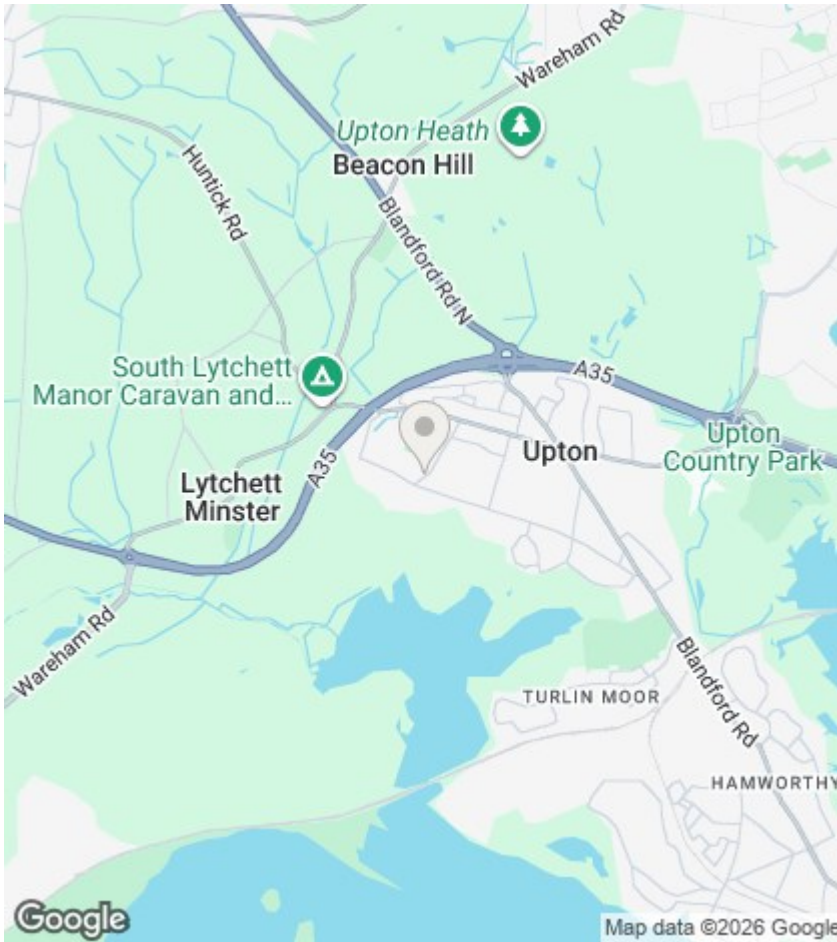 Wareham Rd
Upton Heath
Beacon Hill
Huntick Rd
Blandford Rd N
South Lytchett
Manor Caravan and...
A35
Upton
Upton
Country Park
A35
Lytchett
Minster
Wareham Rd
Blandford Rd
TURLIN MOOR
HAMWORTHY
Google
Map data ©2026 Google